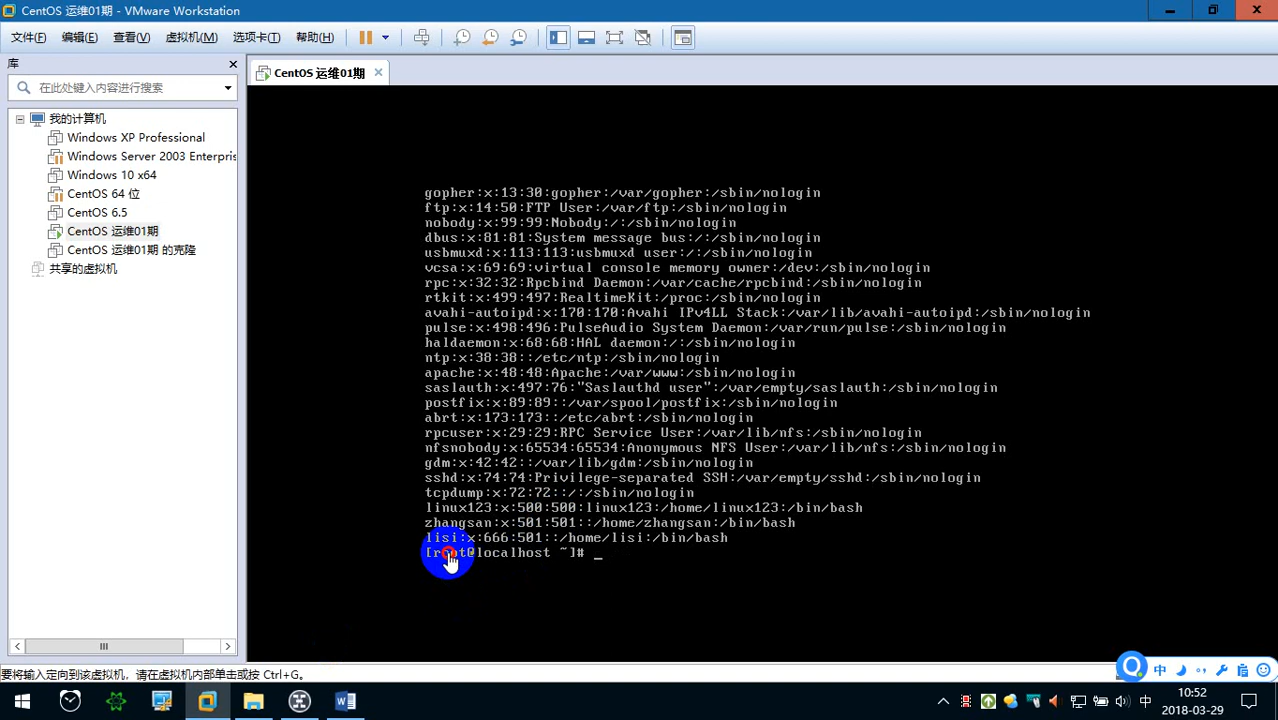 CentOS 运维01期 - VMware Workstation
文件(F) 编辑(E) 查看(V) 虚拟机(M) 选项卡(T) 帮助(H)
库
在此处键入内容进行搜索
我的计算机
Windows XP Professional
Windows Server 2003 Enterpris
Windows 10 x64
CentOS 64 位
CentOS 6.5
CentOS 运维01期
CentOS 运维01期 的克隆
共享的虚拟机
CentOS 运维01期
gopher:x:13:30:gopher:/var/gopher:/sbin/nologin
ftp:x:14:50:FTP User:/var/ftp:/sbin/nologin
nobody:x:99:99:Nobody:/:/sbin/nologin
dbus:x:81:81:System message bus:/:/sbin/nologin
usbmuxd:x:113:113:usbmuxd user:/:/sbin/nologin
vcsa:x:69:69:virtual console memory owner:/dev:/sbin/nologin
rpc:x:32:32:Rpcbind Daemon:/var/cache/rpcbind:/sbin/nologin
rtkit:x:499:497:RealtimeKit:/proc:/sbin/nologin
avahi-autoipd:x:170:170:Avahi IPv4LL Stack:/var/lib/avahi-autoipd:/sbin/nologin
pulse:x:498:496:PulseAudio System Daemon:/var/run/pulse:/sbin/nologin
haldaemon:x:68:68:HAL daemon:/:/sbin/nologin
ntp:x:38:38::/etc/ntp:/sbin/nologin
apache:x:48:48:Apache:/var/www:/sbin/nologin
saslauth:x:497:76:"Saslauthd user":/var/empty/saslauth:/sbin/nologin
postfix:x:89:89::/var/spool/postfix:/sbin/nologin
abrt:x:173:173::/etc/abrt:/sbin/nologin
rpcuser:x:29:29:RPC Service User:/var/lib/nfs:/sbin/nologin
nfsnobody:x:65534:65534:Anonymous NFS User:/var/lib/nfs:/sbin/nologin
gdm:x:42:42::/var/lib/gdm:/sbin/nologin
sshd:x:74:74:Privilege-separated SSH:/var/empty/sshd:/sbin/nologin
tcpdump:x:72:72::/:/sbin/nologin
linux123:x:500:500:linux123:/home/linux123:/bin/bash
zhangsan:x:501:501::/home/zhangsan:/bin/bash
lisi:x:666:501::/home/lisi:/bin/bash
[root@localhost ~]# _
要将输入定向到该虚拟机，请在虚拟机内部单击或按 Ctrl+G。
中
中
10:52
2018-03-29